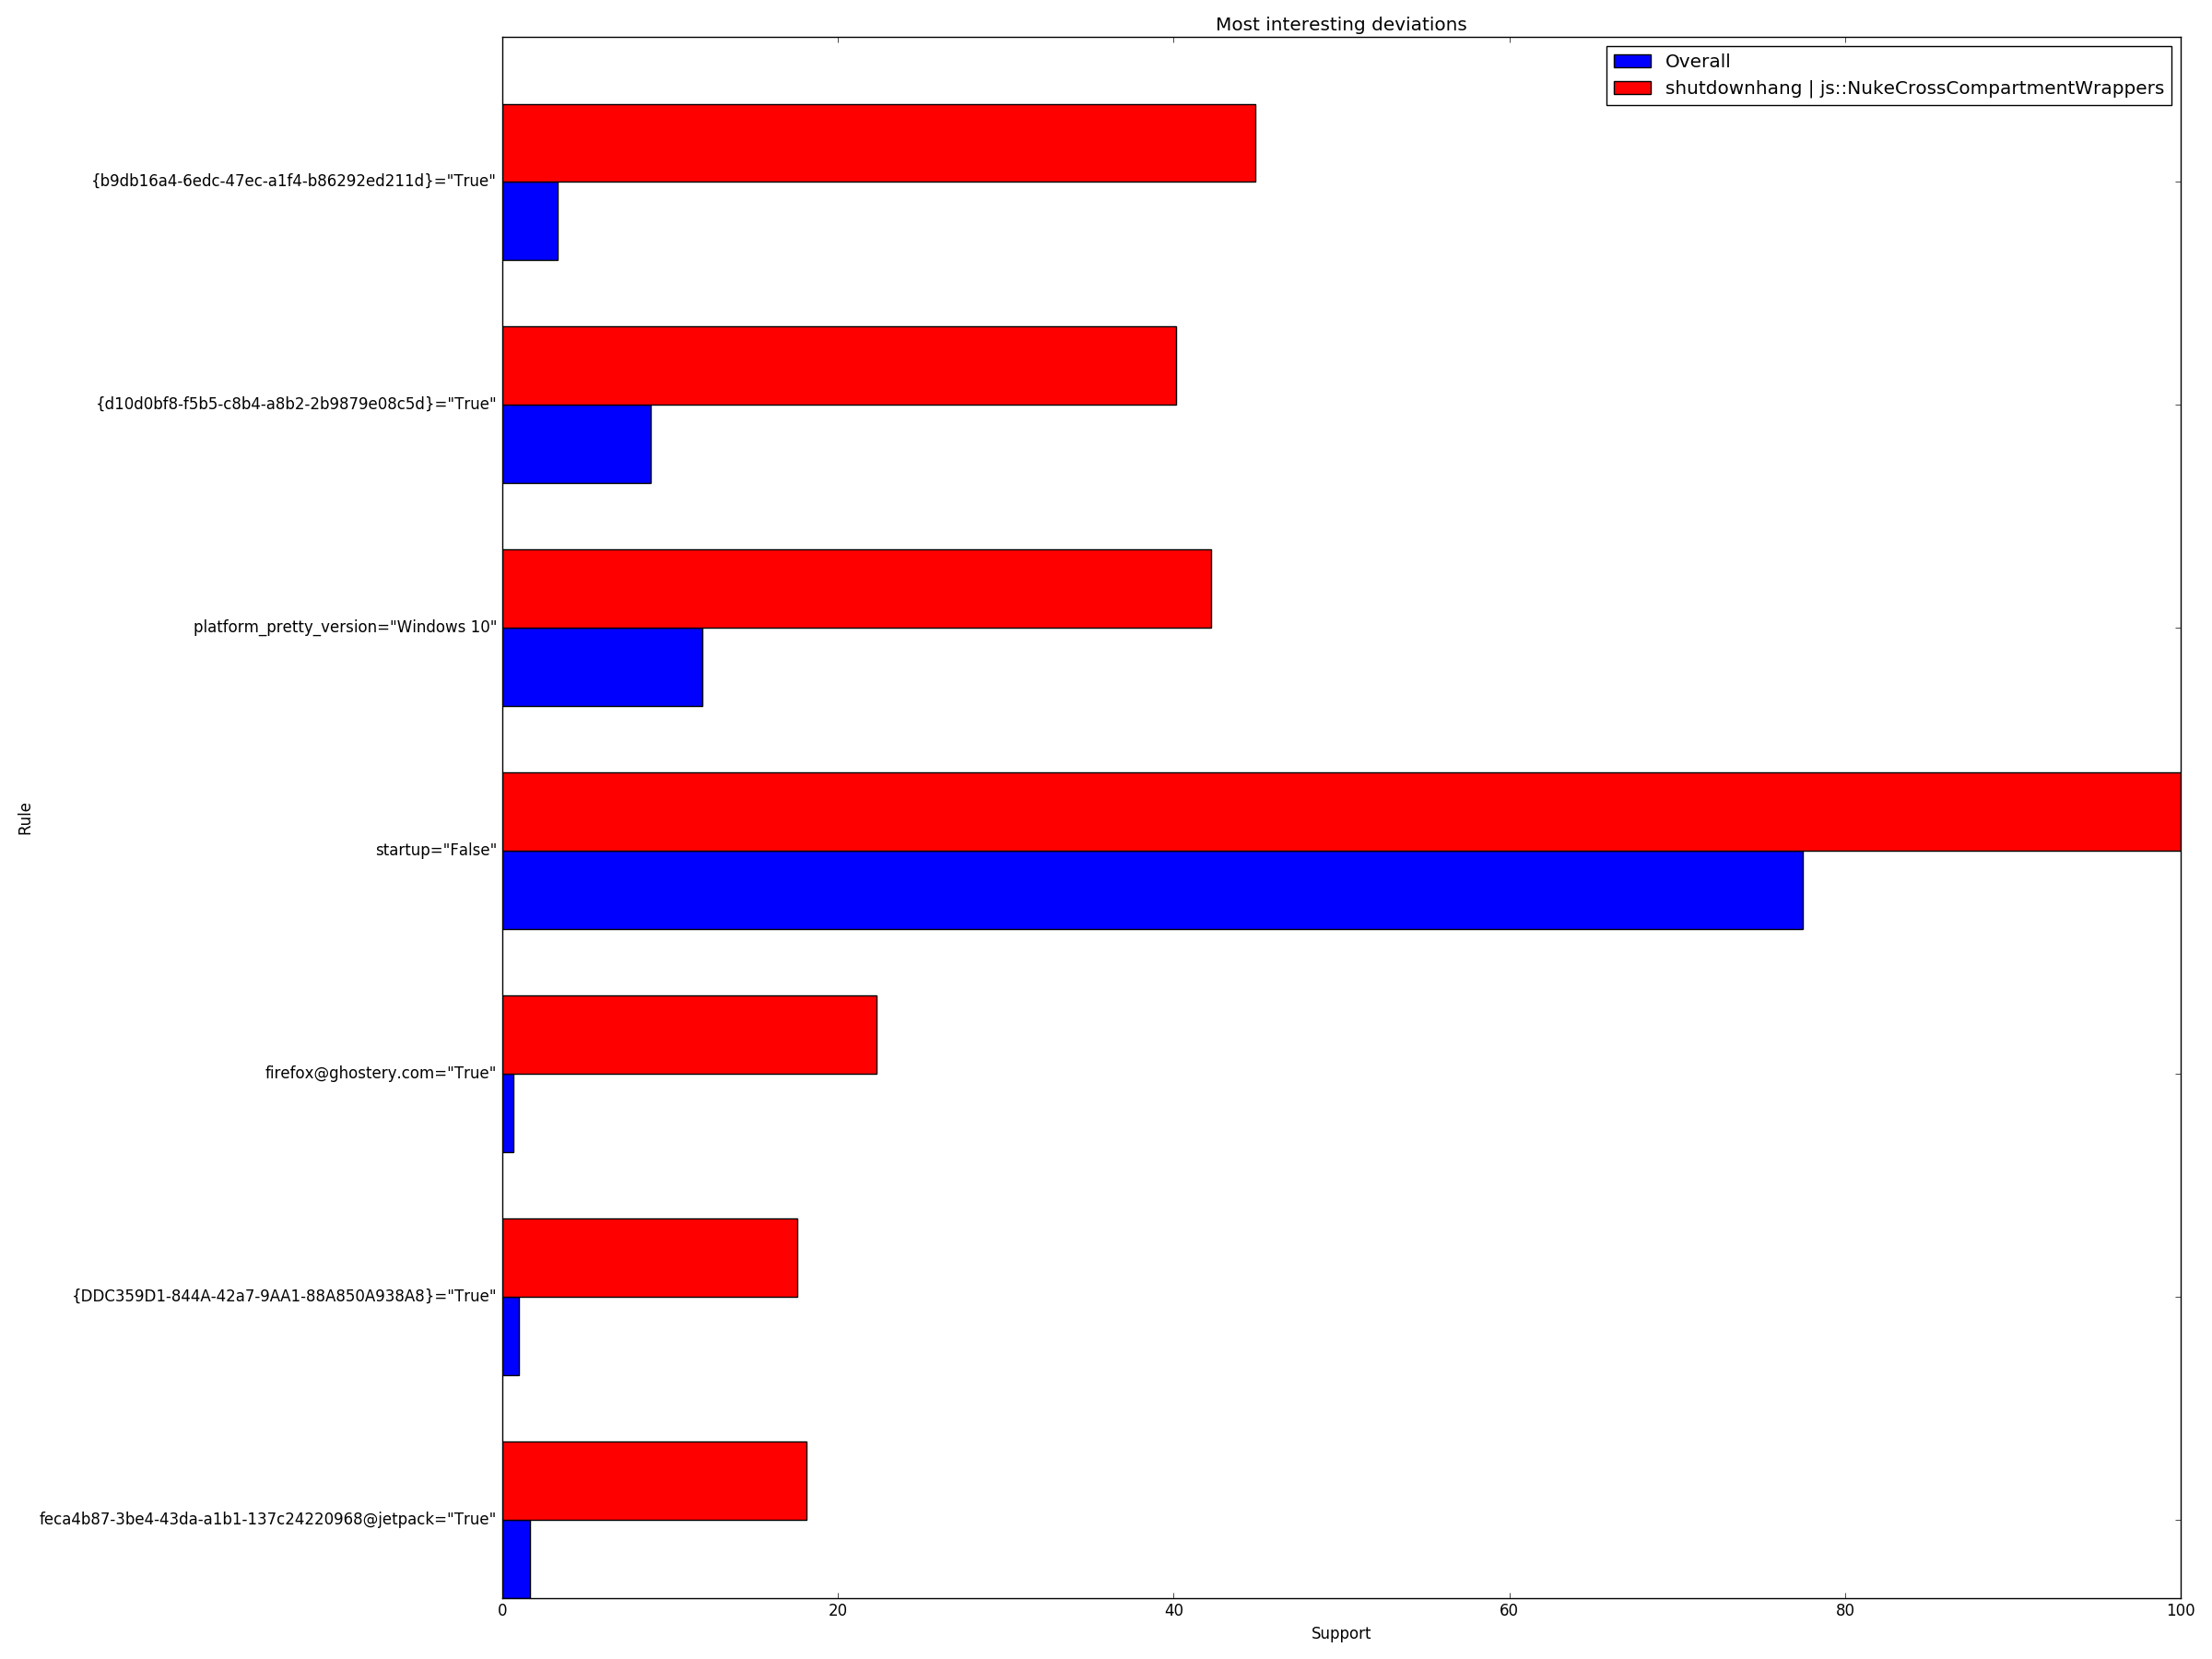 Most interesting deviations
Overall
shutdownhang | js::NukeCrossCompartmentWrappers
{b9db16a4-6edc-47ec-a1f4-b86292ed211d}="True"
{d10d0bf8-f5b5-c8b4-a8b2-2b9879e08c5d}="True"
platform_pretty_version="Windows 10"
Rule
startup="False"
firefox@ghostery.com="True"
{DDC359D1-844A-42a7-9AA1-88A850A938A8}="True"
feca4b87-3be4-43da-a1b1-137c24220968@jetpack="True"
0 20 40 60 80 100
Support